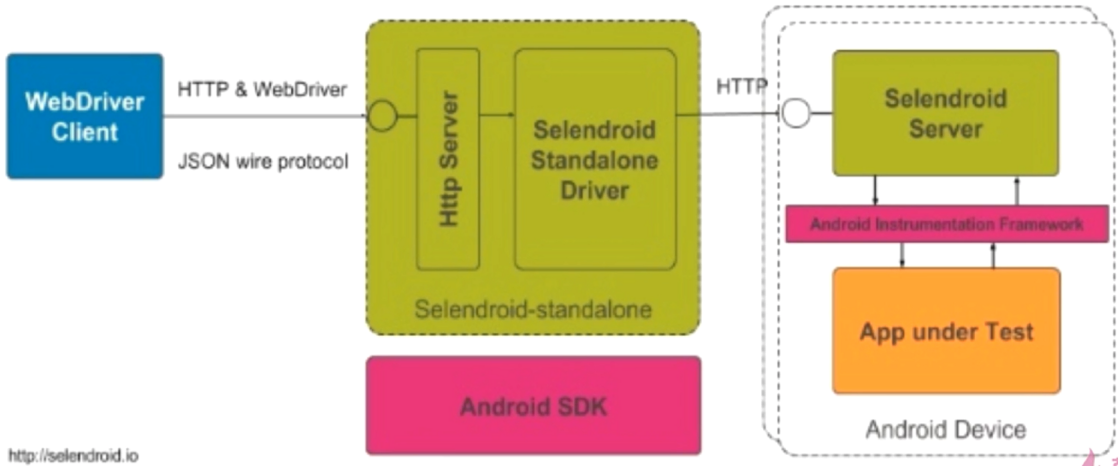 WebDriver
Client
HTTP & WebDriver
JSON wire protocol
Http Server
Selendroid
Standalone
Driver
Selendroid-standalone
Android SDK
HTTP
Selendroid
Server
Android Instrumentation Framework
App under Test
Android Device
http://selendroid.io